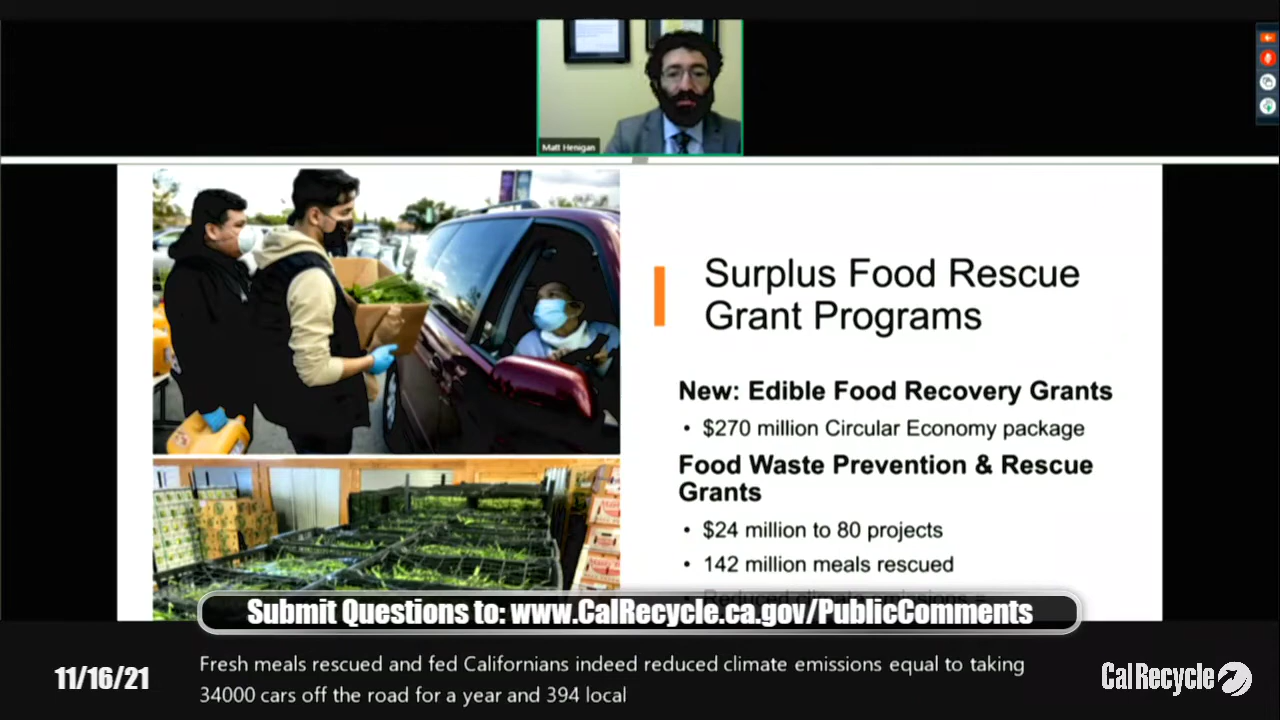 Matt Henigan
Surplus Food Rescue
Grant Programs
New: Edible Food Recovery Grants
• $270 million Circular Economy package
Food Waste Prevention & Rescue
Grants
• $24 million to 80 projects
• 142 million meals rescued
• Reduced climate emissions =
Submit Questions to: www.CalRecycle.ca.gov/PublicComments
11/16/21
Fresh meals rescued and fed Californians indeed reduced climate emissions equal to taking
34000 cars off the road for a year and 394 local
CalRecycle